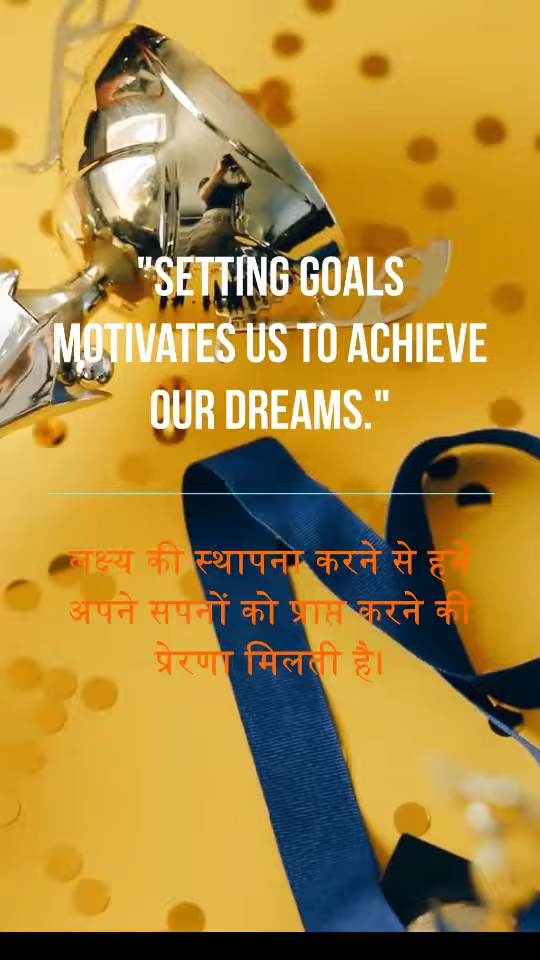 "SETTING GOALS
MOTIVATES US TO ACHIEVE
OUR DREAMS."
लक्ष्य की स्थापना करने से हमें
अपने सपनों को प्राप्त करने की
प्रेरणा मिलती है।